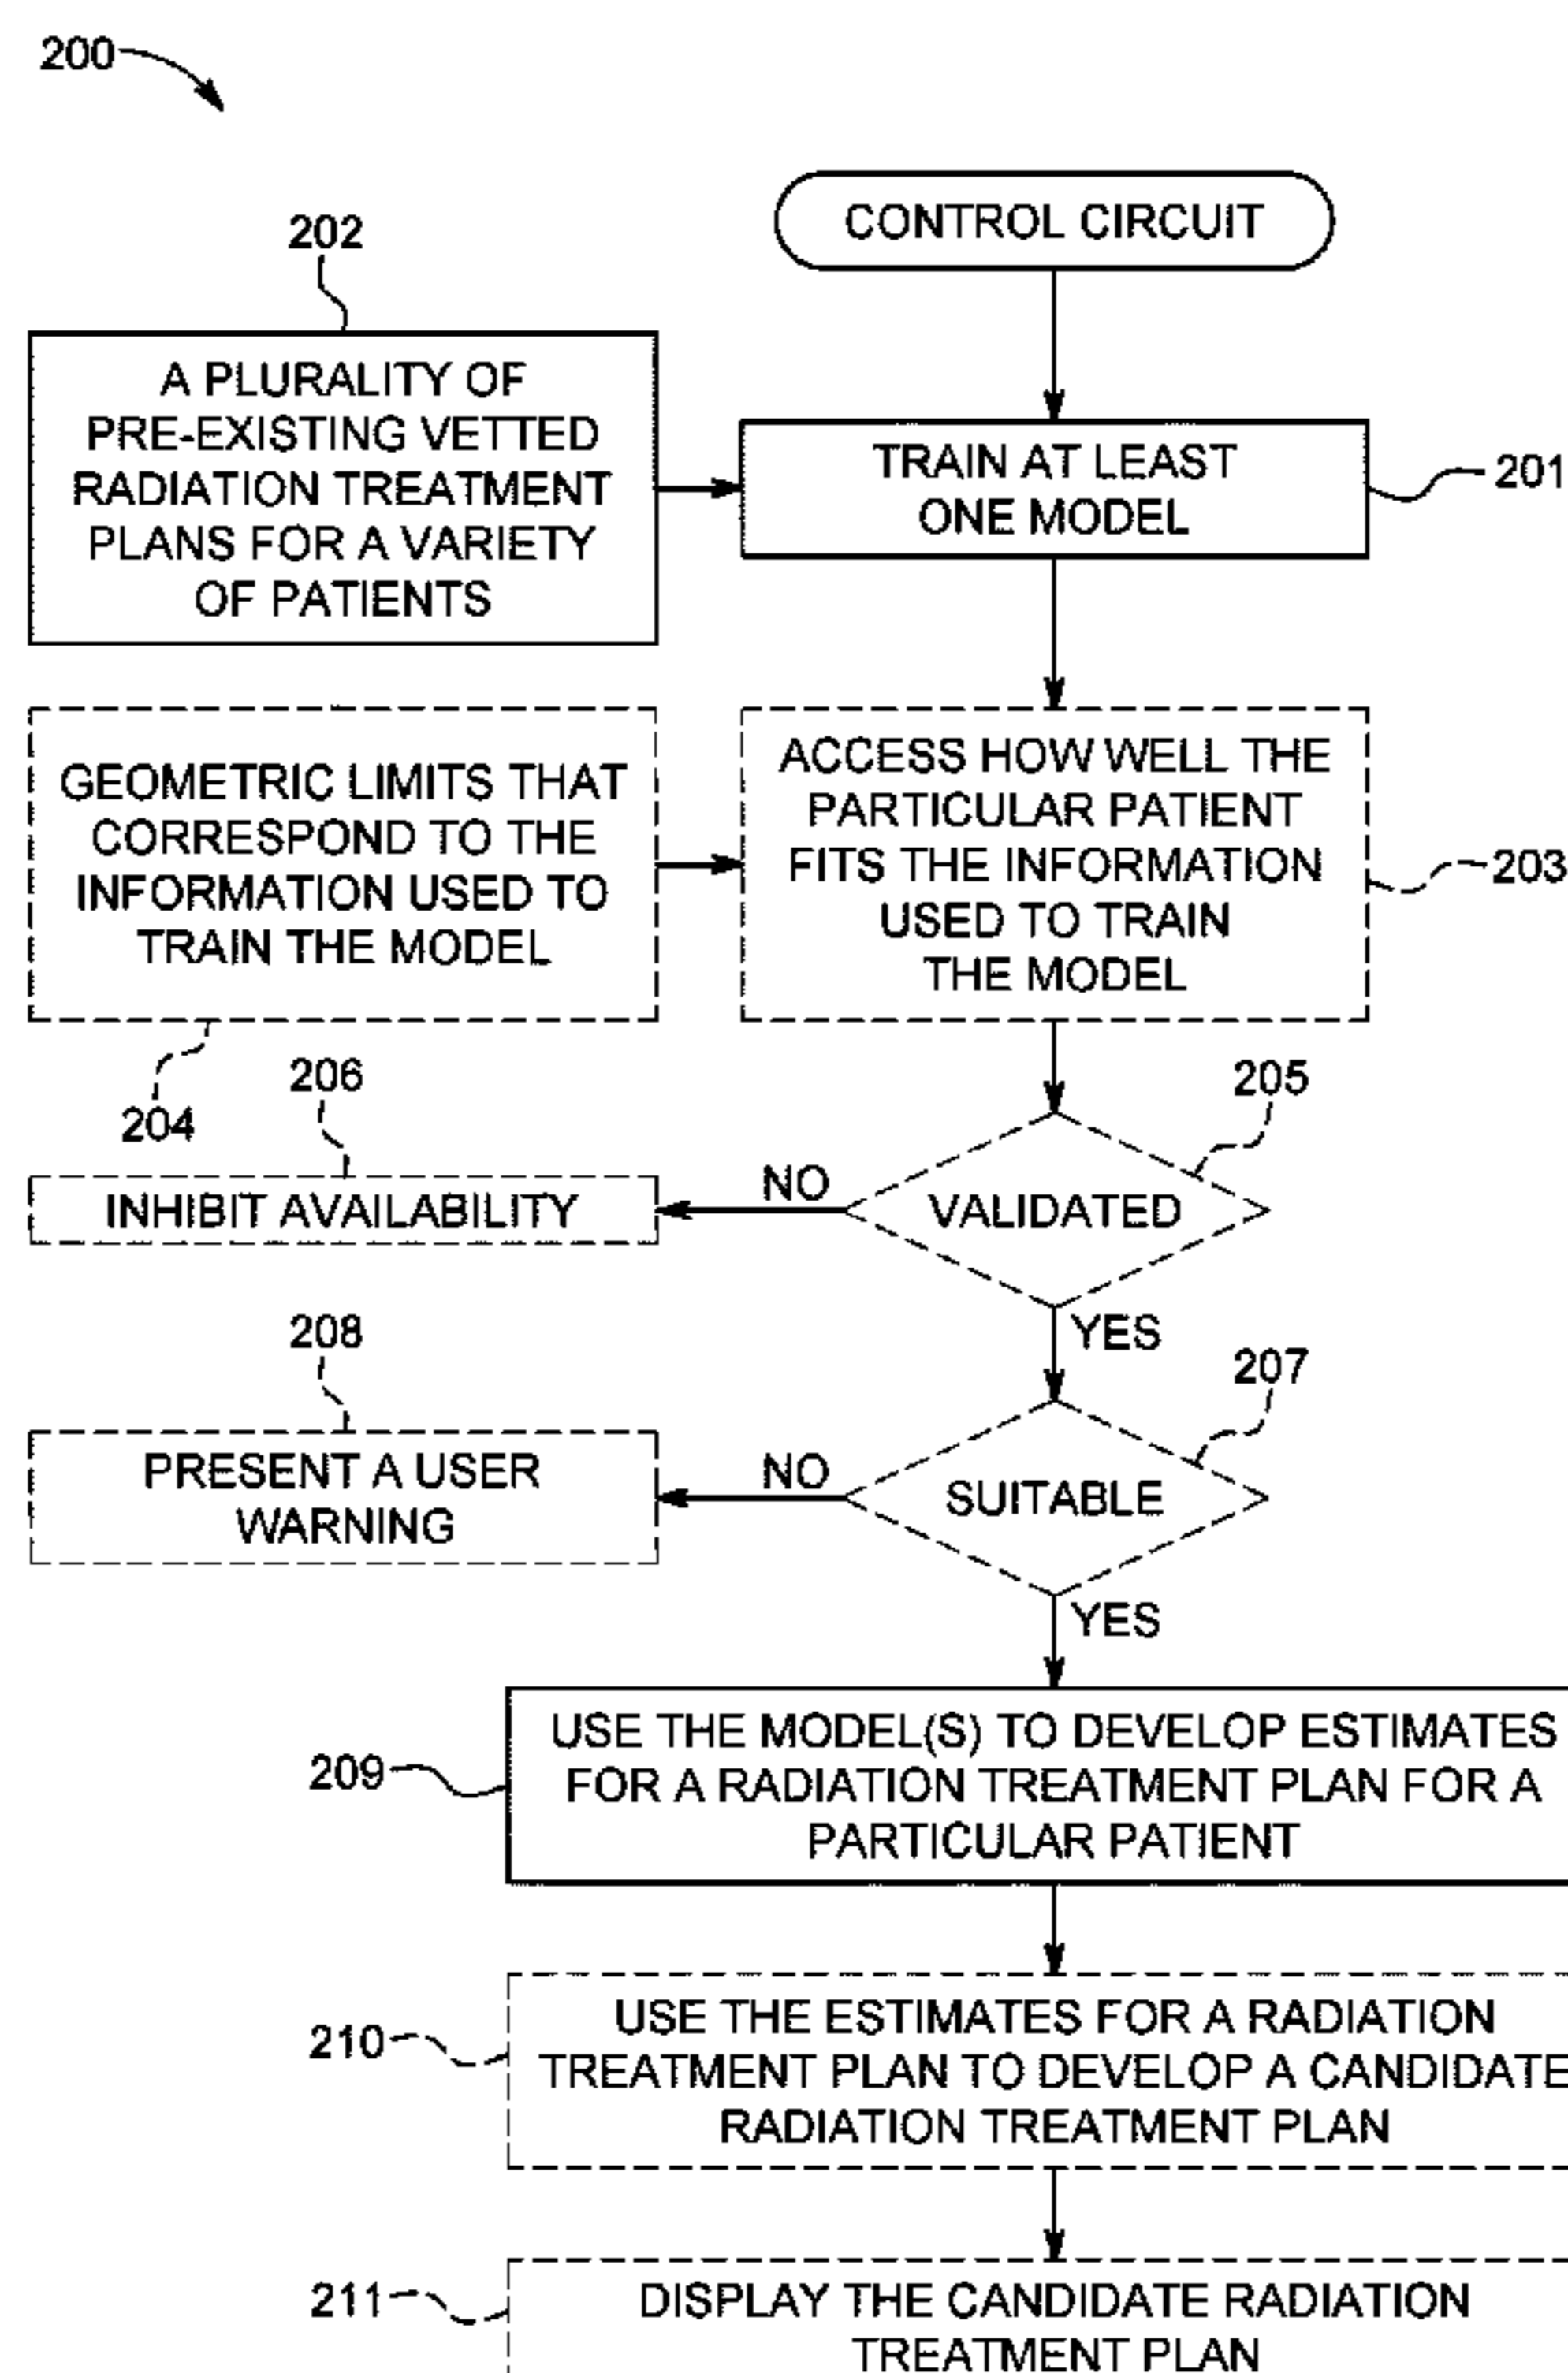 200
CONTROL CIRCUIT
202
A PLURALITY OF
PRE-EXISTING VETTED
RADIATION TREATMENT
PLANS FOR A VARIETY
OF PATIENTS
TRAIN AT LEAST
ONE MODEL
201
GEOMETRIC LIMITS THAT
CORRESPOND TO THE
INFORMATION USED TO
TRAIN THE MODEL
204
ACCESS HOW WELL THE
PARTICULAR PATIENT
FITS THE INFORMATION
USED TO TRAIN
THE MODEL
203
206
INHIBIT AVAILABILITY
NO
VALIDATED
205
YES
208
PRESENT A USER
WARNING
NO
SUITABLE
207
YES
209
USE THE MODEL(S) TO DEVELOP ESTIMATES
FOR A RADIATION TREATMENT PLAN FOR A
PARTICULAR PATIENT
210
USE THE ESTIMATES FOR A RADIATION
TREATMENT PLAN TO DEVELOP A CANDIDATE
RADIATION TREATMENT PLAN
211
DISPLAY THE CANDIDATE RADIATION
TREATMENT PLAN